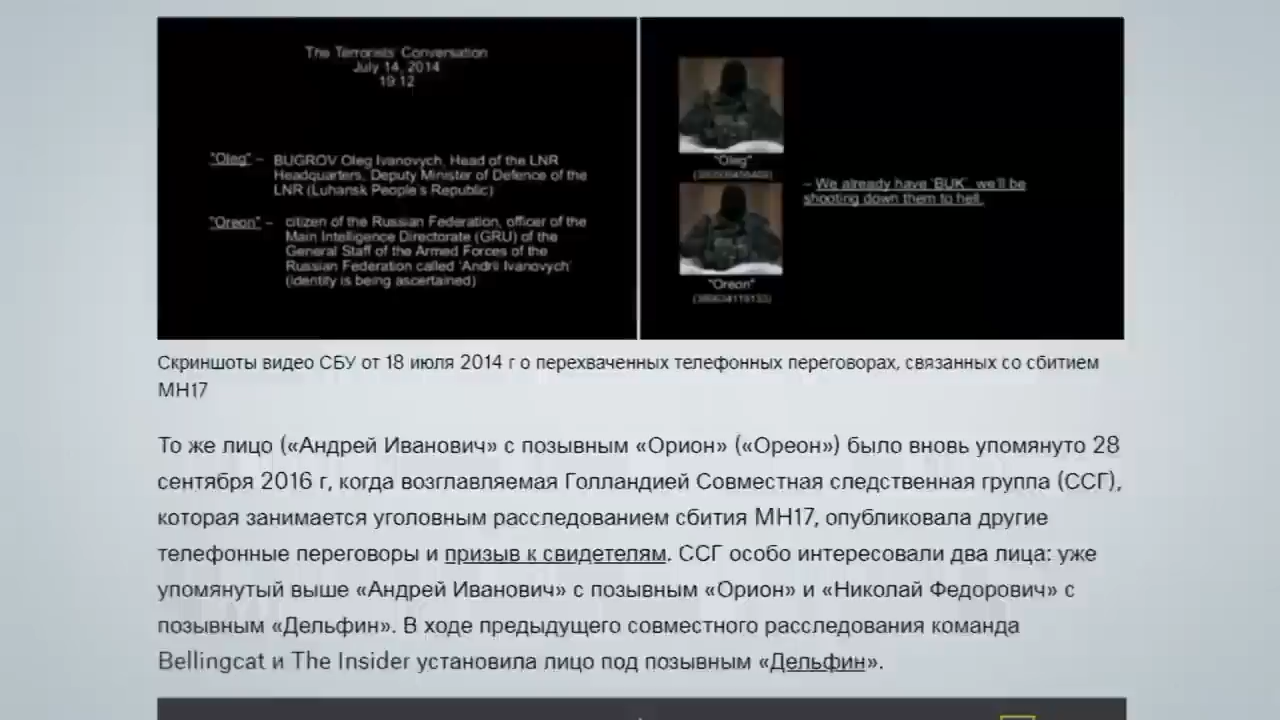 The Terrorists' Conversation
July 14, 2014
19:12
"Oleg" – BUGROV Oleg Ivanovych, Head of the LNR
Headquarters, Deputy Minister of Defence of the
LNR (Luhansk People's Republic)
"Oreon" – citizen of the Russian Federation, officer of the
Main Intelligence Directorate (GRU) of the
General Staff of the Armed Forces of the
Russian Federation called 'Andrii Ivanovych'
(identity is being ascertained)
"Oleg"
"Oreon"
– We already have 'BUK', we'll be
shooting down them to hell.
Скриншоты видео СБУ от 18 июля 2014 г о перехваченных телефонных переговорах, связанных со сбитием
MH17
То же лицо («Андрей Иванович» с позывным «Орион» («Ореон») было вновь упомянуто 28
сентября 2016 г, когда возглавляемая Голландией Совместная следственная группа (ССГ),
которая занимается уголовным расследованием сбития MH17, опубликовала другие
телефонные переговоры и призыв к свидетелям. ССГ особо интересовали два лица: уже
упомянутый выше «Андрей Иванович» с позывным «Орион» и «Николай Федорович» с
позывным «Дельфин». В ходе предыдущего совместного расследования команда
Bellingcat и The Insider установила лицо под позывным «Дельфин».